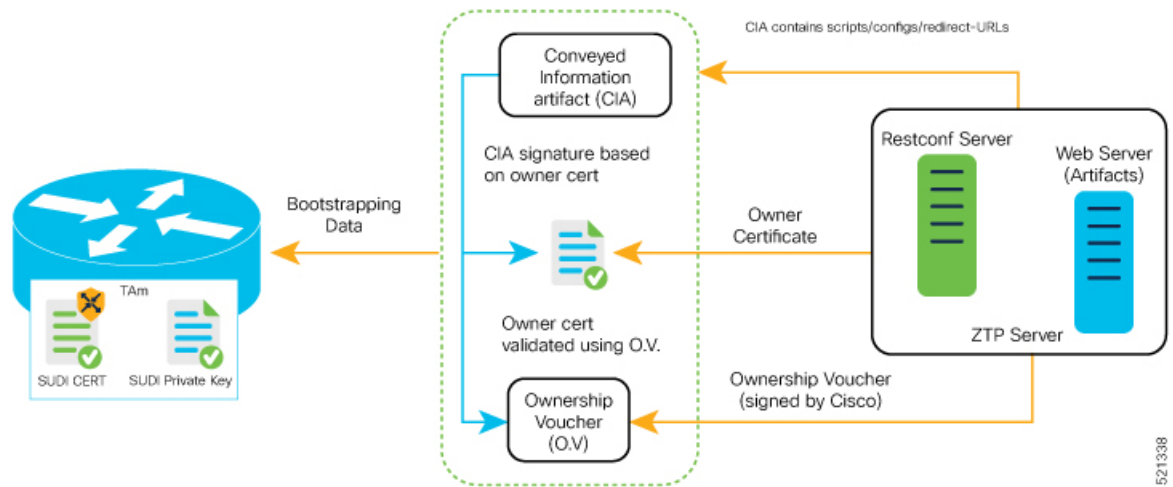 CIA contains scripts/configs/redirect-URLs
Conveyed
Information
artifact (CIA)
CIA signature based
on owner cert
Restconf Server
Web Server
(Artifacts)
Bootstrapping
Data
Owner
Certificate
TAm
SUDI CERT
SUDI Private Key
Owner cert
validated using O.V.
ZTP Server
Ownership Voucher
(signed by Cisco)
Ownership
Voucher
(O.V)
521338